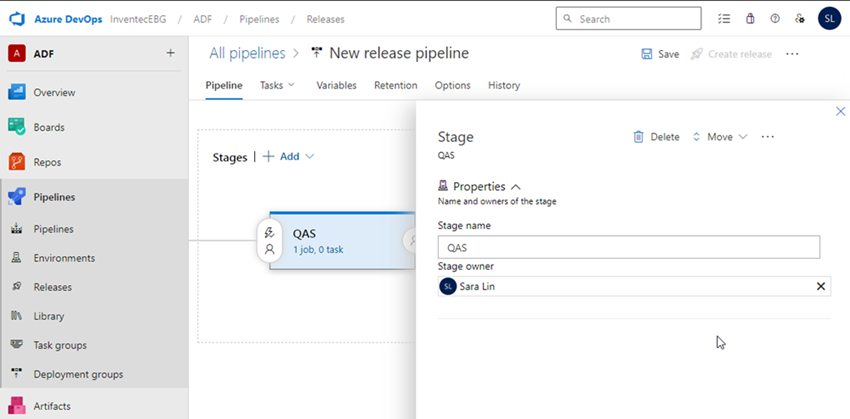 Azure DevOps InventecEBG / ADF / Pipelines / Releases Search SL
A ADF +
All pipelines > New release pipeline Save Create release ...
Pipeline Tasks Variables Retention Options History
Overview
Boards
Repos
Pipelines
Pipelines
Environments
Releases
Library
Task groups
Deployment groups
Artifacts
Stages | + Add
QAS
1 job, 0 task
Stage Delete Move ...
QAS
Properties
Name and owners of the stage
Stage name
QAS
Stage owner
SL Sara Lin